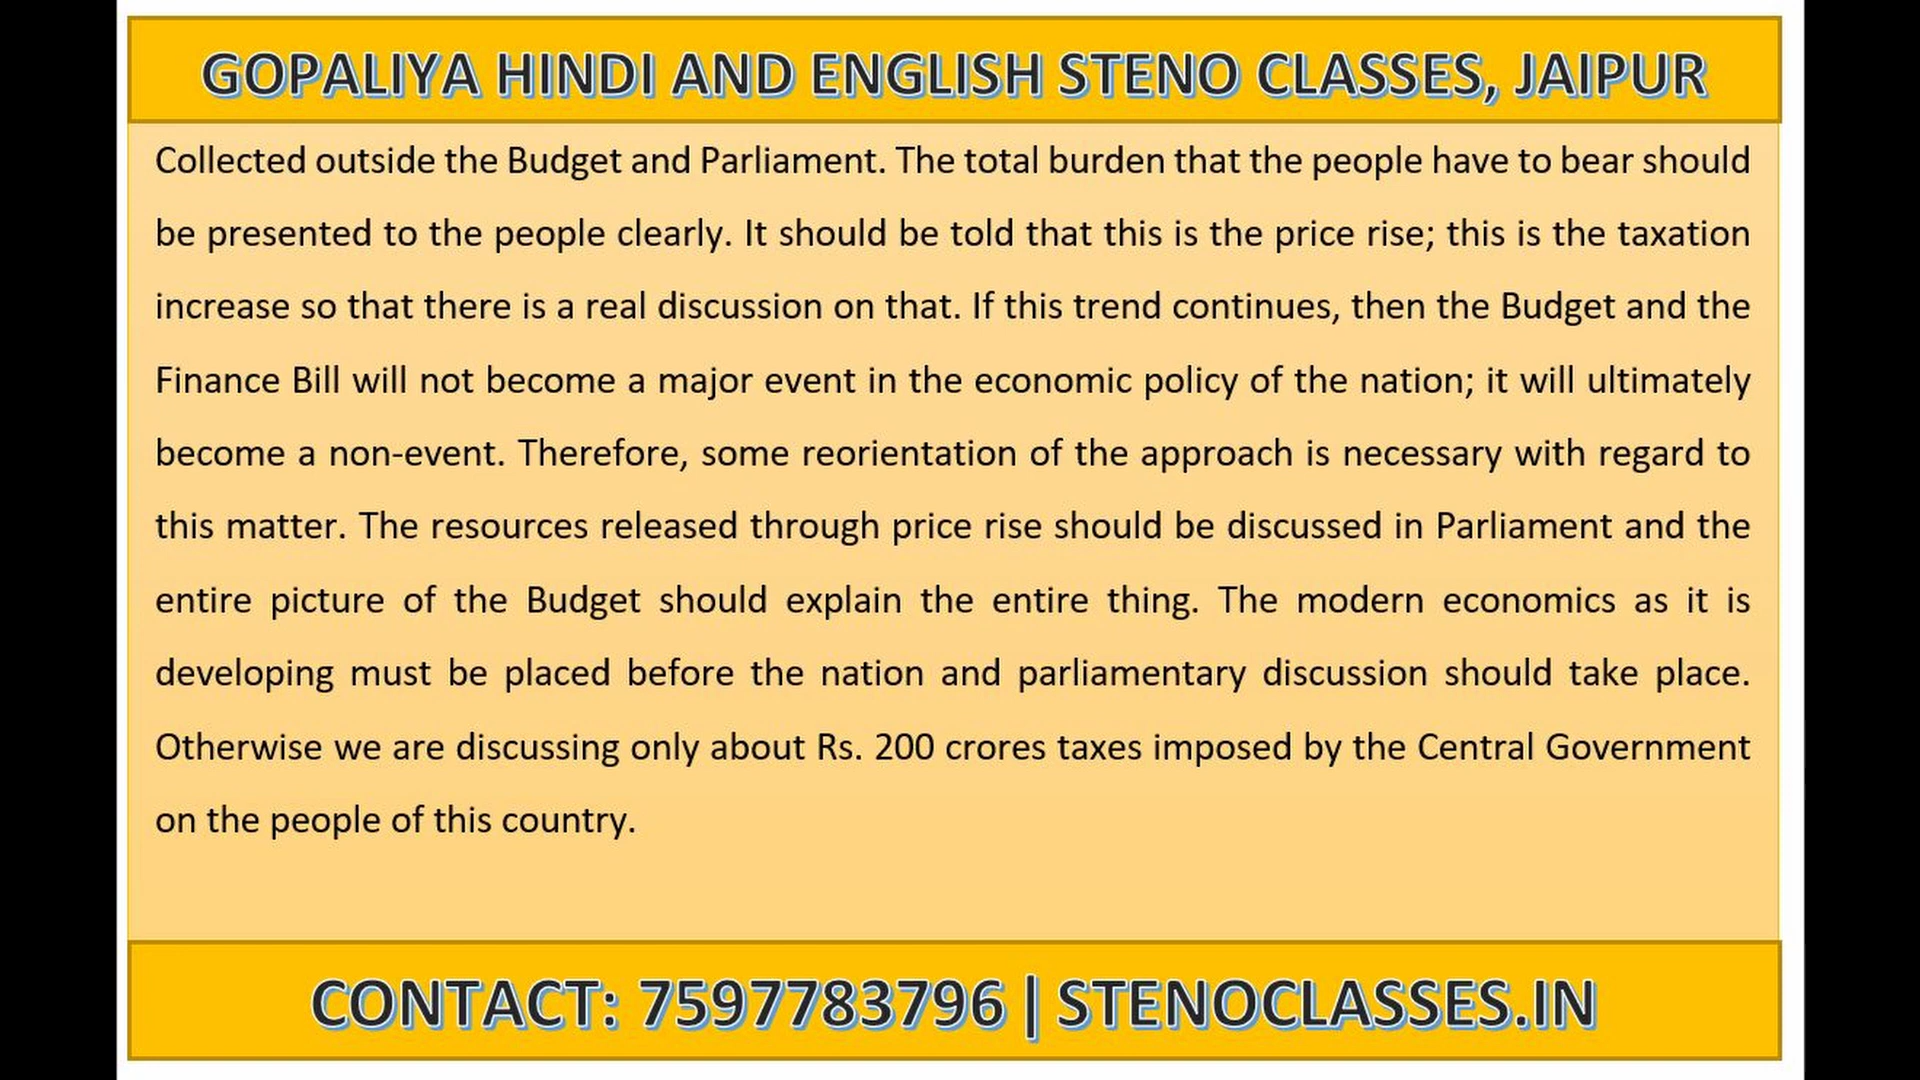 GOPALIYA HINDI AND ENGLISH STENO CLASSES, JAIPUR
Collected outside the Budget and Parliament. The total burden that the people have to bear should
be presented to the people clearly. It should be told that this is the price rise; this is the taxation
increase so that there is a real discussion on that. If this trend continues, then the Budget and the
Finance Bill will not become a major event in the economic policy of the nation; it will ultimately
become a non-event. Therefore, some reorientation of the approach is necessary with regard to
this matter. The resources released through price rise should be discussed in Parliament and the
entire picture of the Budget should explain the entire thing. The modern economics as it is
developing must be placed before the nation and parliamentary discussion should take place.
Otherwise we are discussing only about Rs. 200 crores taxes imposed by the Central Government
on the people of this country.
CONTACT: 7597783796 | STENOCLASSES.IN